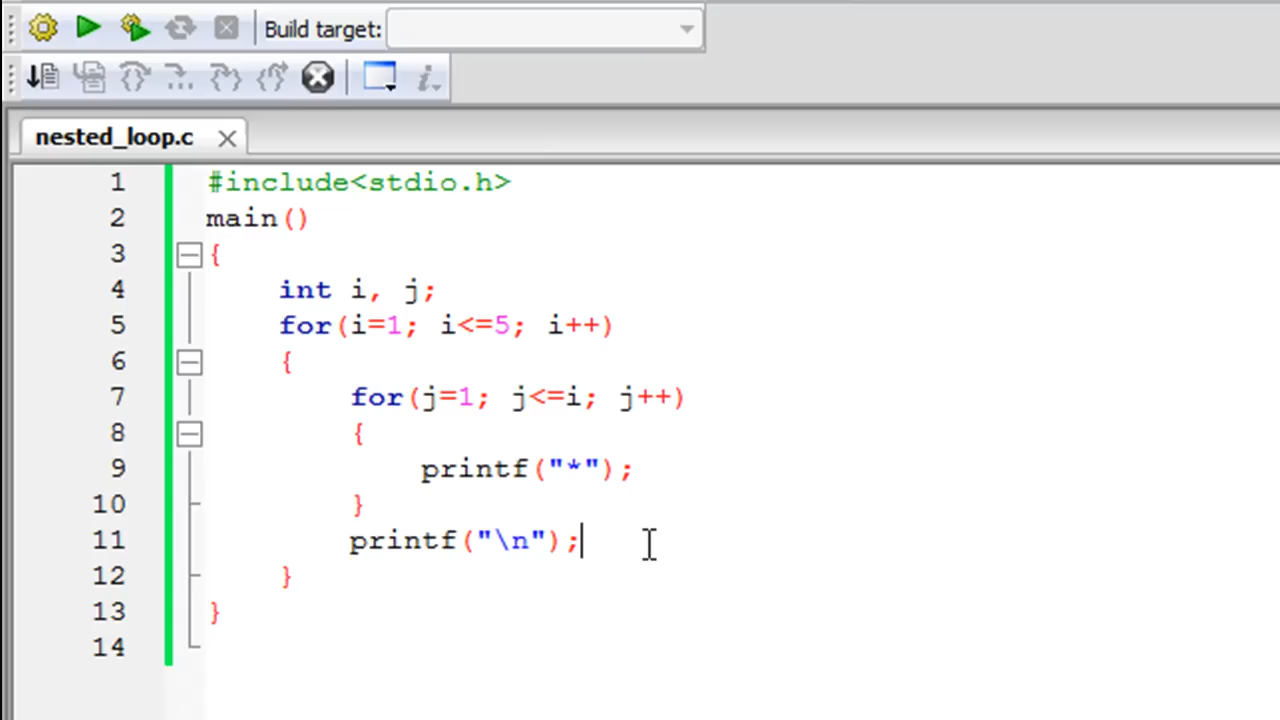 Build target:
nested_loop.c
1 #include<stdio.h>
2 main()
3 {
4 int i, j;
5 for(i=1; i<=5; i++)
6 {
7 for(j=1; j<=i; j++)
8 {
9 printf("*");
10 }
11 printf("\n");
12 }
13 }
14